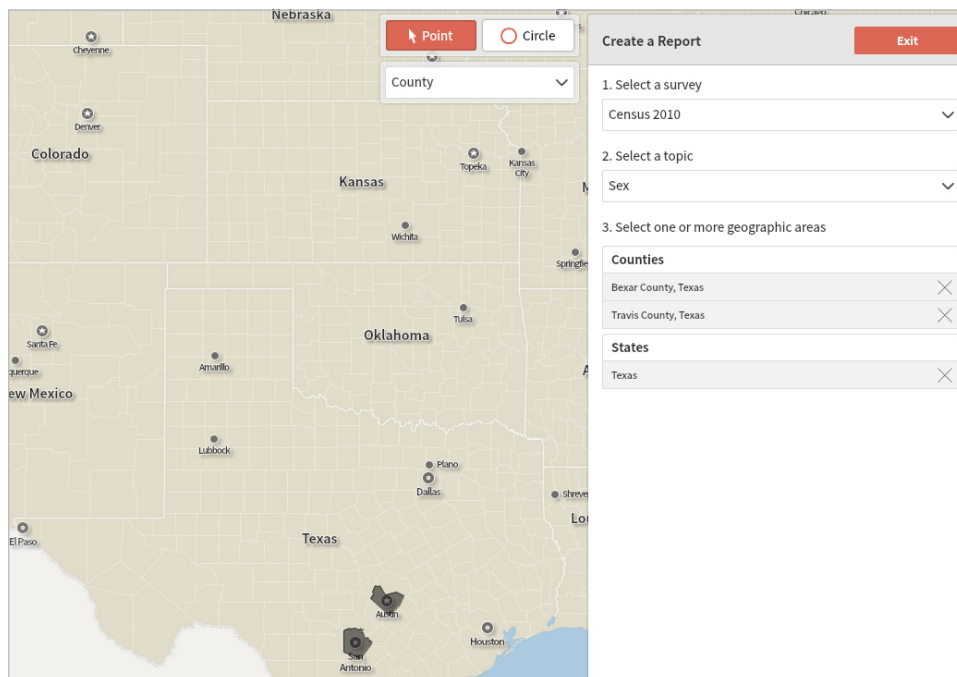 Nebraska
Chicago
s
Cheyenne
Point
Circle
County
Denver
Colorado
Topeka
Kansas
City
Kansas
M
Wichita
Springfie
Tulsa
Oklahoma
Santa Fe
Amarillo
querque
A
ew Mexico
Lubbock
Plano
Dallas
Shreve
Lou
El Paso
Texas
Austin
Houston
San
Antonio
Create a Report
Exit
1. Select a survey
Census 2010
2. Select a topic
Sex
3. Select one or more geographic areas
Counties
Bexar County, Texas
Travis County, Texas
States
Texas